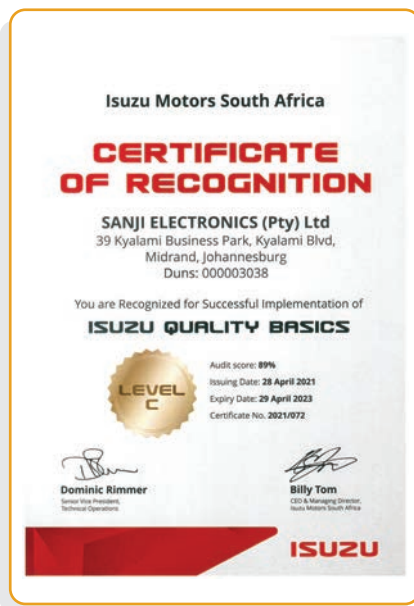 Isuzu Motors South Africa
CERTIFICATE
OF RECOGNITION
SANJI ELECTRONICS (Pty) Ltd
39 Kyalami Business Park, Kyalami Blvd,
Midrand, Johannesburg
Duns: 000003038
You are Recognized for Successful Implementation of
ISUZU QUALITY BASICS
LEVEL
C
Audit score: 89%
Issuing Date: 28 April 2021
Expiry Date: 29 April 2023
Certificate No. 2021/072
Dominic Rimmer
Senior Vice President,
Technical Operations
Billy Tom
CEO & Managing Director,
Isuzu Motors South Africa
ISUZU